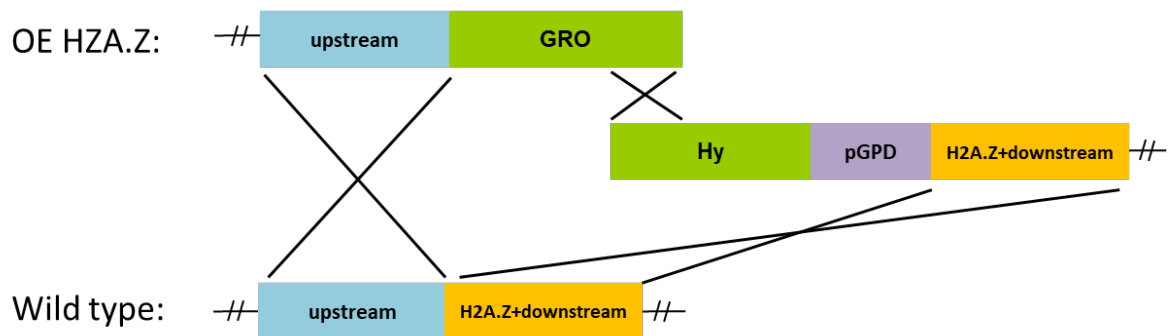 OE HZA.Z:
upstream
GRO
Hy
pGPD
H2A.Z+downstream
Wild type:
upstream
H2A.Z+downstream